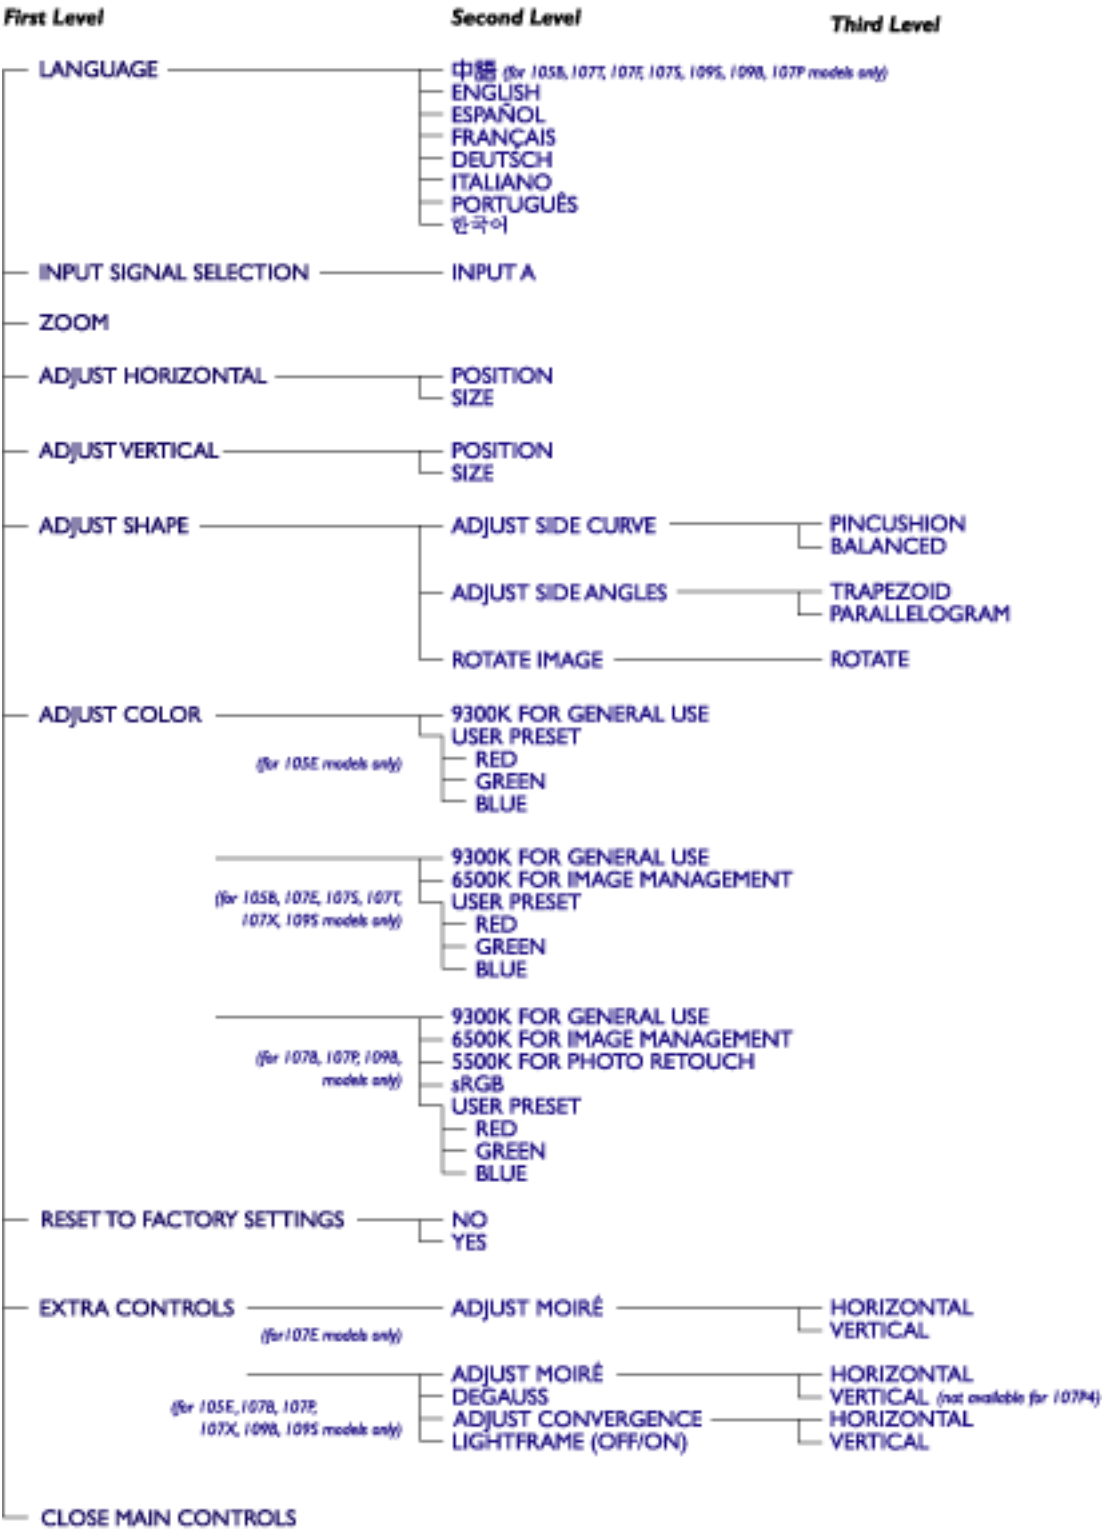 First Level Second Level Third Level
LANGUAGE 中語 (for 105B, 107T, 107F, 107S, 109S, 109B, 107P models only)
ENGLISH
ESPAÑOL
FRANÇAIS
DEUTSCH
ITALIANO
PORTUGUÊS
한국어
INPUT SIGNAL SELECTION INPUT A
ZOOM
ADJUST HORIZONTAL POSITION
SIZE
ADJUST VERTICAL POSITION
SIZE
ADJUST SHAPE ADJUST SIDE CURVE PINCUSHION
BALANCED
ADJUST SIDE ANGLES TRAPEZOID
PARALLELOGRAM
ROTATE IMAGE ROTATE
ADJUST COLOR 9300K FOR GENERAL USE
USER PRESET
(for 105E models only) RED
GREEN
BLUE
9300K FOR GENERAL USE
6500K FOR IMAGE MANAGEMENT
(for 105B, 107E, 107S, 107T, USER PRESET
107X, 109S models only) RED
GREEN
BLUE
9300K FOR GENERAL USE
6500K FOR IMAGE MANAGEMENT
(for 107B, 107P, 109B, 5500K FOR PHOTO RETOUCH
models only) sRGB
USER PRESET
RED
GREEN
BLUE
RESET TO FACTORY SETTINGS NO
YES
EXTRA CONTROLS ADJUST MOIRÉ HORIZONTAL
(for 107E models only) VERTICAL
ADJUST MOIRÉ HORIZONTAL
DEGAUSS VERTICAL (not available for 107P4)
(for 105E, 107B, 107P, ADJUST CONVERGENCE HORIZONTAL
107X, 109B, 109S models only) LIGHTFRAME (OFF/ON) VERTICAL
CLOSE MAIN CONTROLS